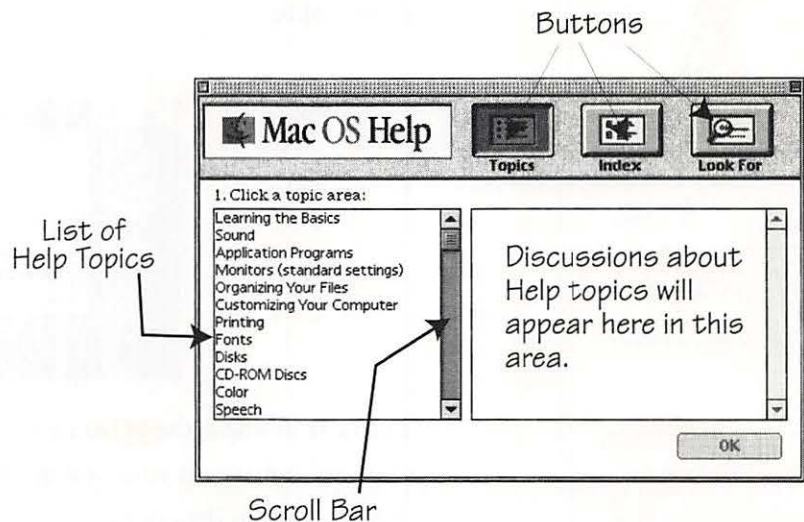 Buttons
Mac OS Help
Topics
Index
Look For
1. Click a topic area:
Learning the Basics
Sound
Application Programs
Monitors (standard settings)
Organizing Your Files
Customizing Your Computer
Printing
Fonts
Disks
CD-ROM Discs
Color
Speech
List of
Help Topics
Discussions about
Help topics will
appear here in this
area.
OK
Scroll Bar